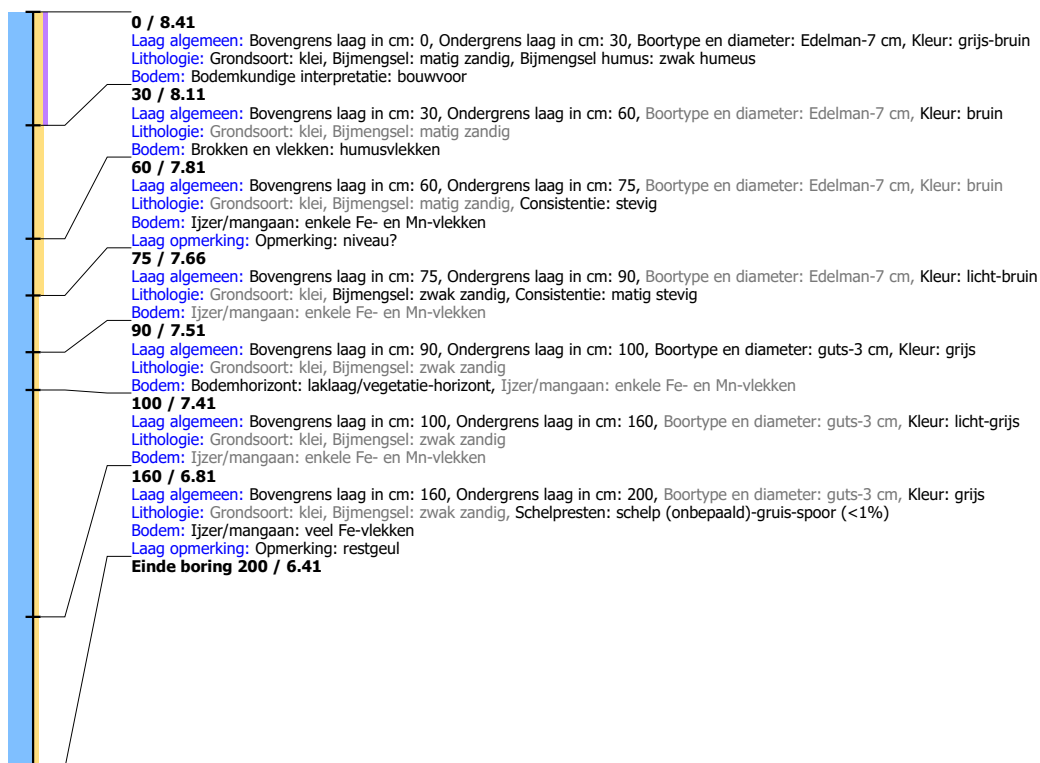 0 / 8.41
Laag algemeen: Bovengrens laag in cm: 0, Ondergrens laag in cm: 30, Boortype en diameter: Edelman-7 cm, Kleur: grijs-bruin
Lithologie: Grondsoort: klei, Bijmengsel: matig zandig, Bijmengsel humus: zwak humeus
Bodem: Bodemkundige interpretatie: bouwvoor
30 / 8.11
Laag algemeen: Bovengrens laag in cm: 30, Ondergrens laag in cm: 60, Boortype en diameter: Edelman-7 cm, Kleur: bruin
Lithologie: Grondsoort: klei, Bijmengsel: matig zandig
Bodem: Brokken en vlekken: humusvlekken
60 / 7.81
Laag algemeen: Bovengrens laag in cm: 60, Ondergrens laag in cm: 75, Boortype en diameter: Edelman-7 cm, Kleur: bruin
Lithologie: Grondsoort: klei, Bijmengsel: matig zandig, Consistentie: stevig
Bodem: Ijzer/mangaan: enkele Fe- en Mn-vlekken
Laag opmerking: Opmerking: niveau?
75 / 7.66
Laag algemeen: Bovengrens laag in cm: 75, Ondergrens laag in cm: 90, Boortype en diameter: Edelman-7 cm, Kleur: licht-bruin
Lithologie: Grondsoort: klei, Bijmengsel: zwak zandig, Consistentie: matig stevig
Bodem: Ijzer/mangaan: enkele Fe- en Mn-vlekken
90 / 7.51
Laag algemeen: Bovengrens laag in cm: 90, Ondergrens laag in cm: 100, Boortype en diameter: guts-3 cm, Kleur: grijs
Lithologie: Grondsoort: klei, Bijmengsel: zwak zandig
Bodem: Bodemhorizont: laklaag/vegetatie-horizont, Ijzer/mangaan: enkele Fe- en Mn-vlekken
100 / 7.41
Laag algemeen: Bovengrens laag in cm: 100, Ondergrens laag in cm: 160, Boortype en diameter: guts-3 cm, Kleur: licht-grijs
Lithologie: Grondsoort: klei, Bijmengsel: zwak zandig
Bodem: Ijzer/mangaan: enkele Fe- en Mn-vlekken
160 / 6.81
Laag algemeen: Bovengrens laag in cm: 160, Ondergrens laag in cm: 200, Boortype en diameter: guts-3 cm, Kleur: grijs
Lithologie: Grondsoort: klei, Bijmengsel: zwak zandig, Schelpresten: schelp (onbepaald)-gruis-spoor (<1%)
Bodem: Ijzer/mangaan: veel Fe-vlekken
Laag opmerking: Opmerking: restgeul
Einde boring 200 / 6.41